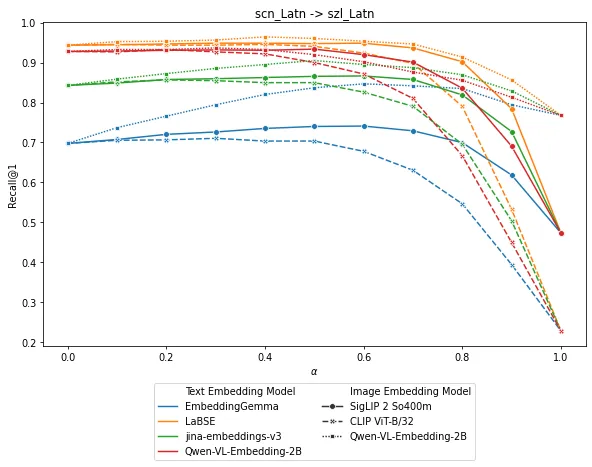 scn_Latn -> szl_Latn
Recall@1
1.0
0.9
0.8
0.7
0.6
0.5
0.4
0.3
0.2
0.0 0.2 0.4 0.6 0.8 1.0
α
Text Embedding Model Image Embedding Model
EmbeddingGemma SigLIP 2 So400m
LaBSE CLIP ViT-B/32
jina-embeddings-v3 Qwen-VL-Embedding-2B
Qwen-VL-Embedding-2B